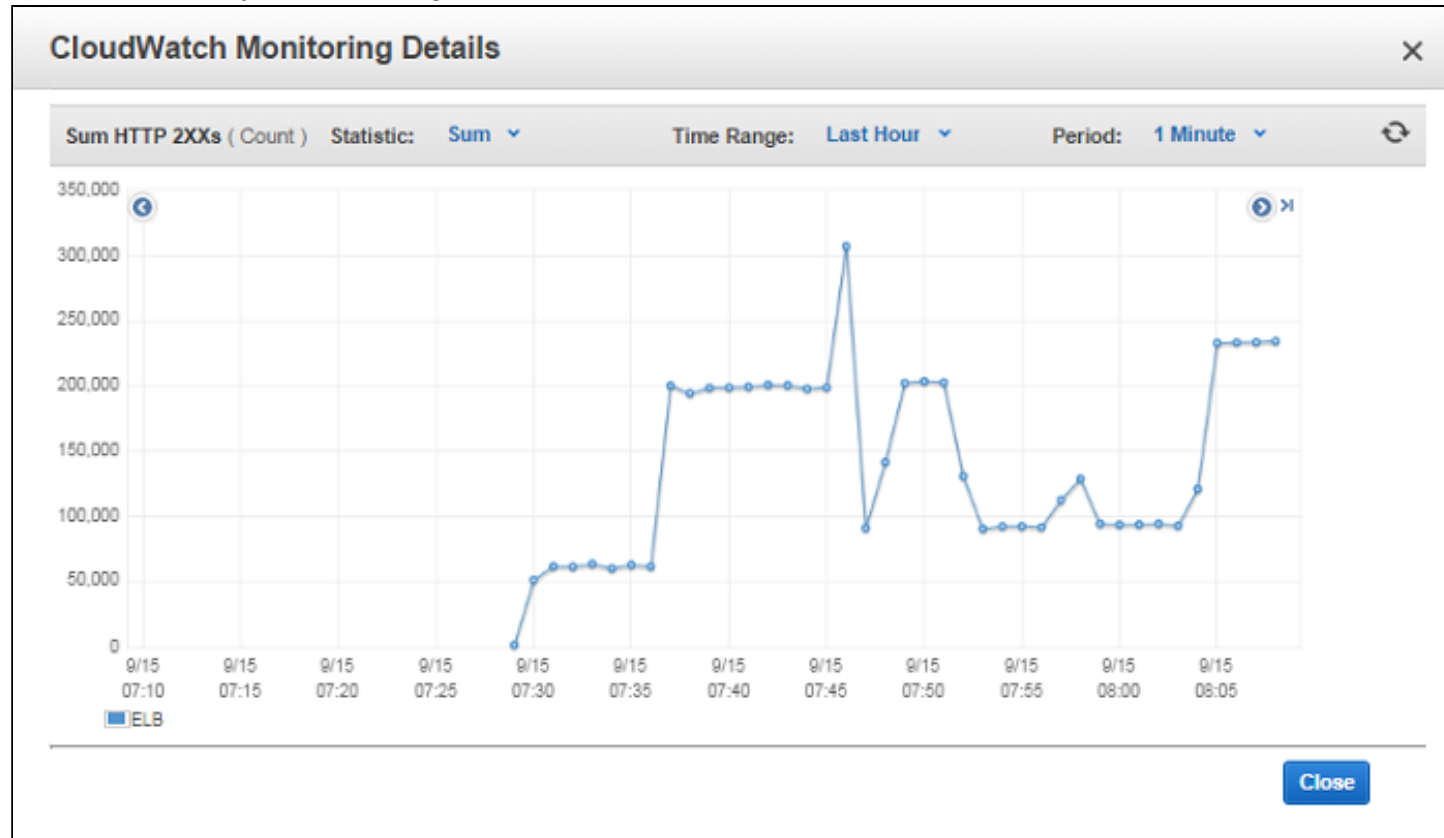 CloudWatch Monitoring Details
Sum HTTP 2XXs ( Count ) Statistic: Sum Time Range: Last Hour Period: 1 Minute
350,000
300,000
250,000
200,000
150,000
100,000
50,000
0
9/15 9/15 9/15 9/15 9/15 9/15 9/15 9/15 9/15 9/15 9/15 9/15
07:10 07:15 07:20 07:25 07:30 07:35 07:40 07:45 07:50 07:55 08:00 08:05
ELB
Close